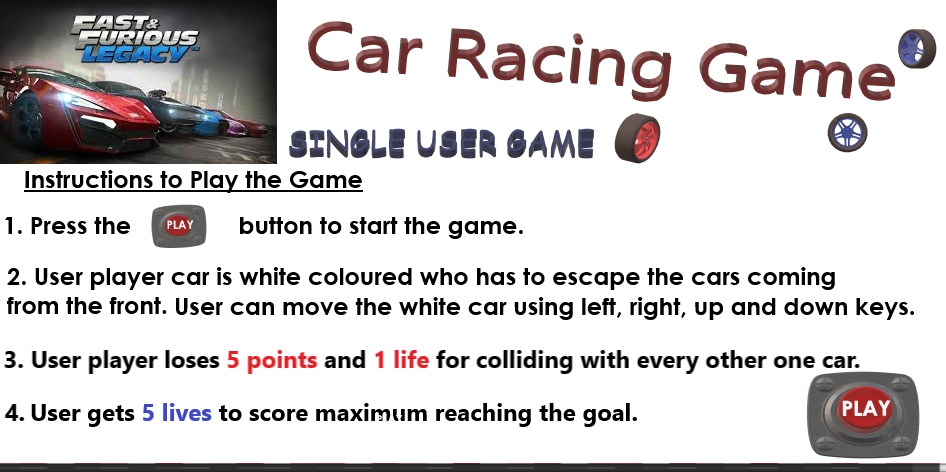 FAST &
FURIOUS
LEGACY™
Car Racing Game
SINGLE USER GAME
Instructions to Play the Game
1. Press the PLAY button to start the game.
2. User player car is white coloured who has to escape the cars coming
from the front. User can move the white car using left, right, up and down keys.
3. User player loses 5 points and 1 life for colliding with every other one car.
4. User gets 5 lives to score maximum reaching the goal.
PLAY